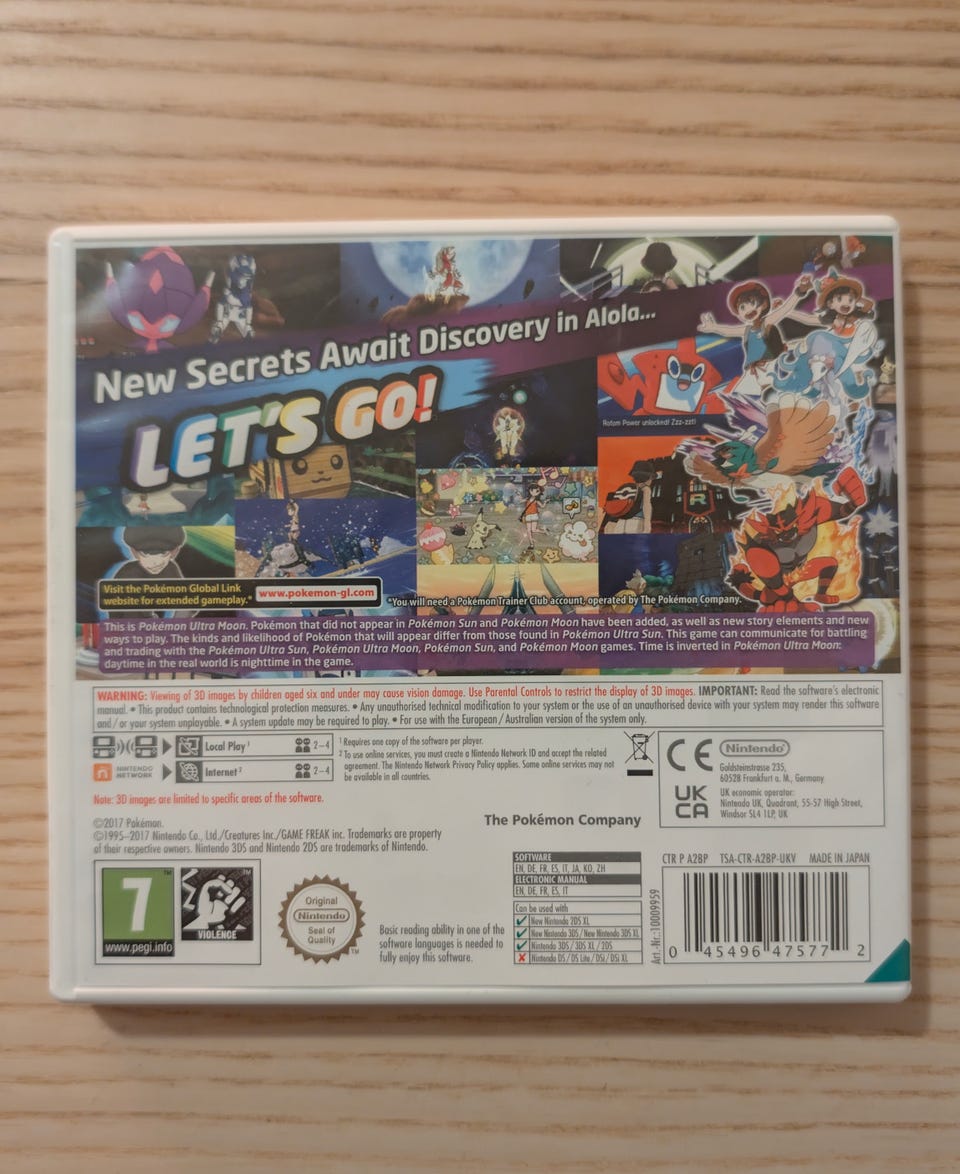 New Secrets Await Discovery in Alola...
LET'S GO!
Rotom Power unlocked! Zzz-zzt!
R
Visit the Pokémon Global Link
website for extended gameplay.*
www.pokemon-gl.com
*You will need a Pokémon Trainer Club account, operated by The Pokémon Company.
This is Pokémon Ultra Moon. Pokémon that did not appear in Pokémon Sun and Pokémon Moon have been added, as well as new story elements and new
ways to play. The kinds and likelihood of Pokémon that will appear differ from those found in Pokémon Ultra Sun. This game can communicate for battling
and trading with the Pokémon Ultra Sun, Pokémon Ultra Moon, Pokémon Sun, and Pokémon Moon games. Time is inverted in Pokémon Ultra Moon:
daytime in the real world is nighttime in the game.
WARNING: Viewing of 3D images by children aged six and under may cause vision damage. Use Parental Controls to restrict the display of 3D images. IMPORTANT: Read the software's electronic
manual. • This product contains technological protection measures. • Any unauthorised technical modification to your system or the use of an unauthorised device with your system may render this software
and/or your system unplayable. • A system update may be required to play. • For use with the European/Australian version of the system only.
Local Play¹
2–4
NINTENDO
NETWORK
Internet²
2–4
¹ Requires one copy of the software per player.
² To use online services, you must create a Nintendo Network ID and accept the related
agreement. The Nintendo Network Privacy Policy applies. Some online services may not
be available in all countries.
CE
Nintendo
Goldsteinstrasse 235,
60528 Frankfurt a. M., Germany
UK
CA
UK economic operator:
Nintendo UK, Quadrant, 55-57 High Street,
Windsor SL4 1LP, UK
Note: 3D images are limited to specific areas of the software.
©2017 Pokémon.
©1995–2017 Nintendo Co., Ltd./Creatures Inc./GAME FREAK inc. Trademarks are property
of their respective owners. Nintendo 3DS and Nintendo 2DS are trademarks of Nintendo.
The Pokémon Company
7
www.pegi.info
VIOLENCE
TM
Original
Nintendo
Seal of
Quality
TM
Basic reading ability in one of the
software languages is needed to
fully enjoy this software.
SOFTWARE
EN, DE, FR, ES, IT, JA, KO, ZH
ELECTRONIC MANUAL
EN, DE, FR, ES, IT
Can be used with
New Nintendo 2DS XL
New Nintendo 3DS/New Nintendo 3DS XL
Nintendo 3DS/3DS XL/2DS
Nintendo DS/DS Lite/DSi/DSi XL
CTR P A2BP TSA-CTR-A2BP-UKV MADE IN JAPAN
Art.-Nr.: 10009959
0 45496 47577 2